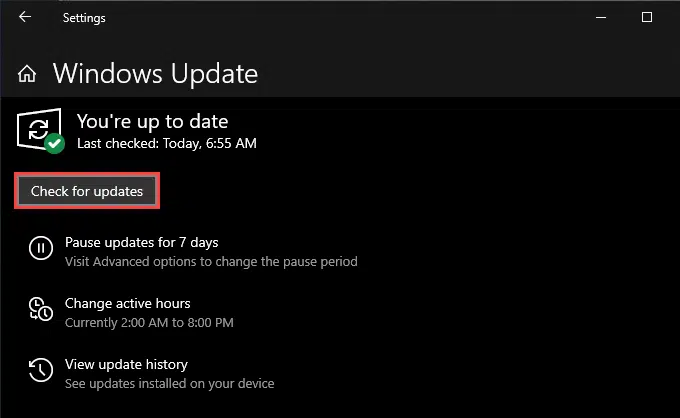 Settings
Windows Update
You're up to date
Last checked: Today, 6:55 AM
Check for updates
Pause updates for 7 days
Visit Advanced options to change the pause period
Change active hours
Currently 2:00 AM to 8:00 PM
View update history
See updates installed on your device